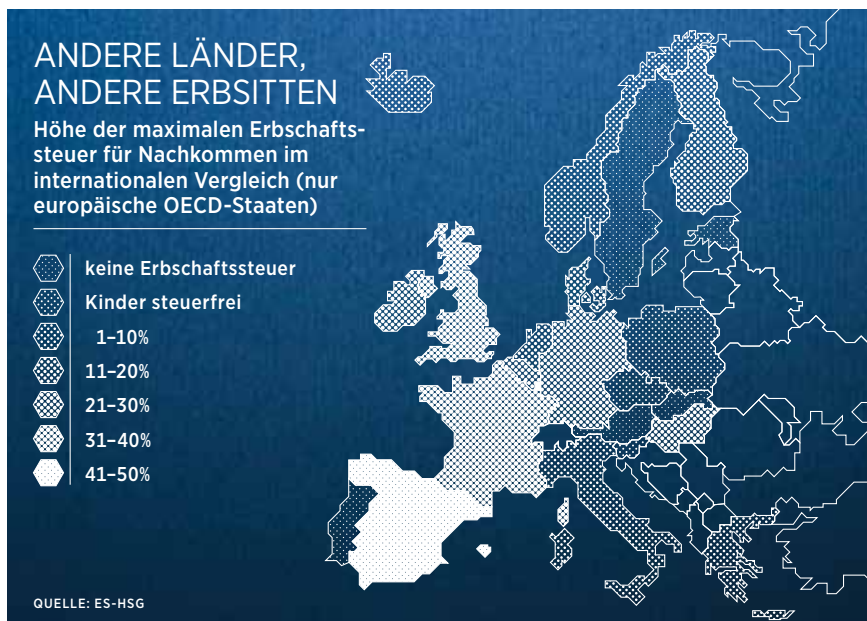 ANDERE LÄNDER,
ANDERE ERBSITTEN
Höhe der maximalen Erbschafts-
steuer für Nachkommen im
internationalen Vergleich (nur
europäische OECD-Staaten)
keine Erbschaftssteuer
Kinder steuerfrei
1–10%
11–20%
21–30%
31–40%
41–50%
QUELLE: ES-HSG